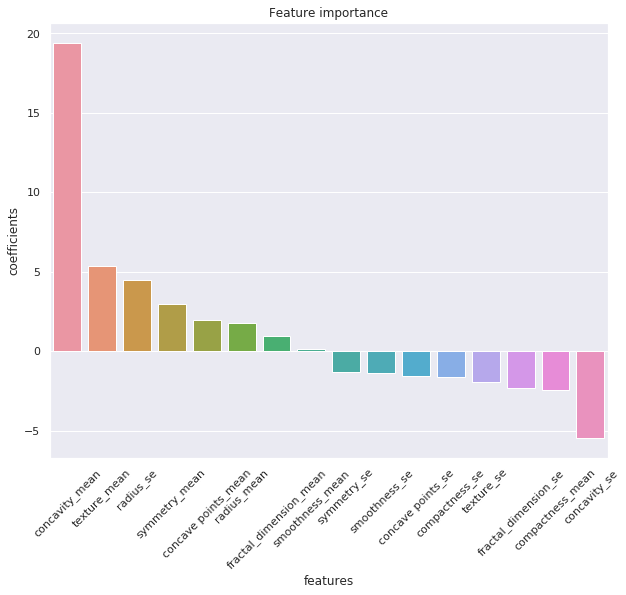 Feature importance
20
15
10
5
0
−5
coefficients
concavity_mean
texture_mean
radius_se
symmetry_mean
concave points_mean
radius_mean
fractal_dimension_mean
smoothness_mean
symmetry_se
smoothness_se
concave points_se
compactness_se
texture_se
fractal_dimension_se
compactness_mean
concavity_se
features